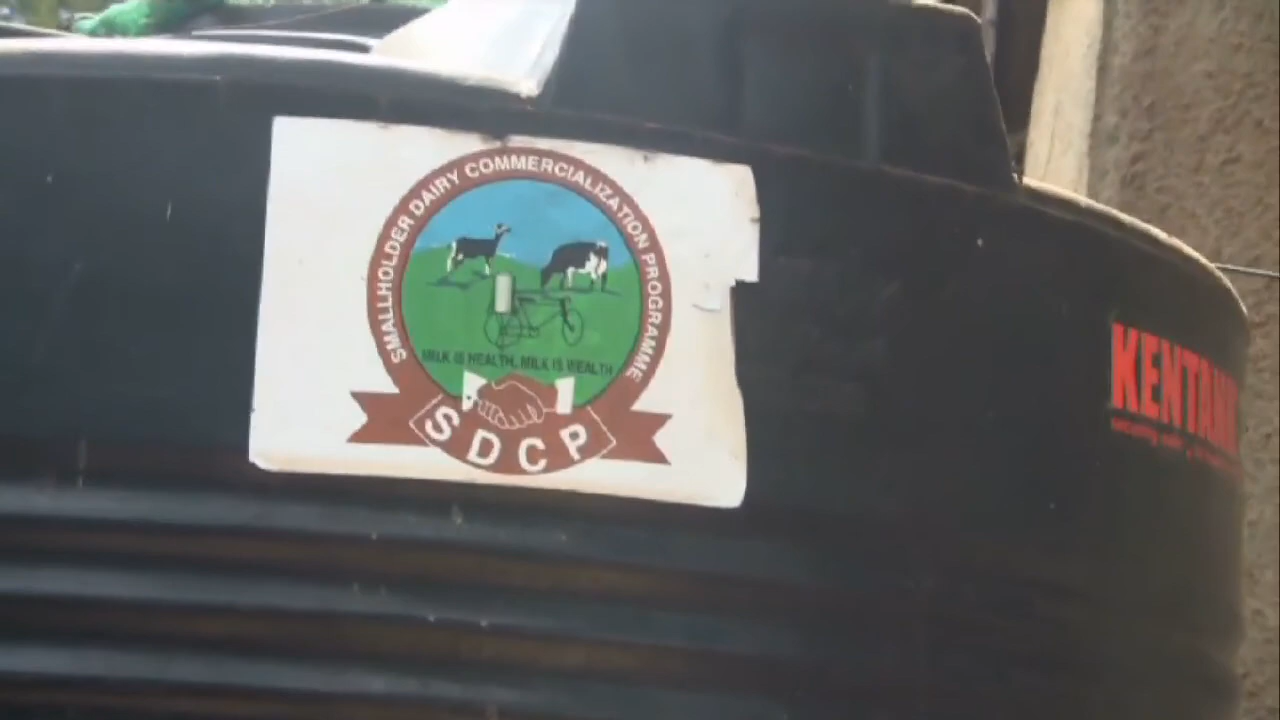 SMALLHOLDER DAIRY COMMERCIALIZATION PROGRAMME
MILK IS HEALTH, MILK IS WEALTH
SDCP
KENTANK